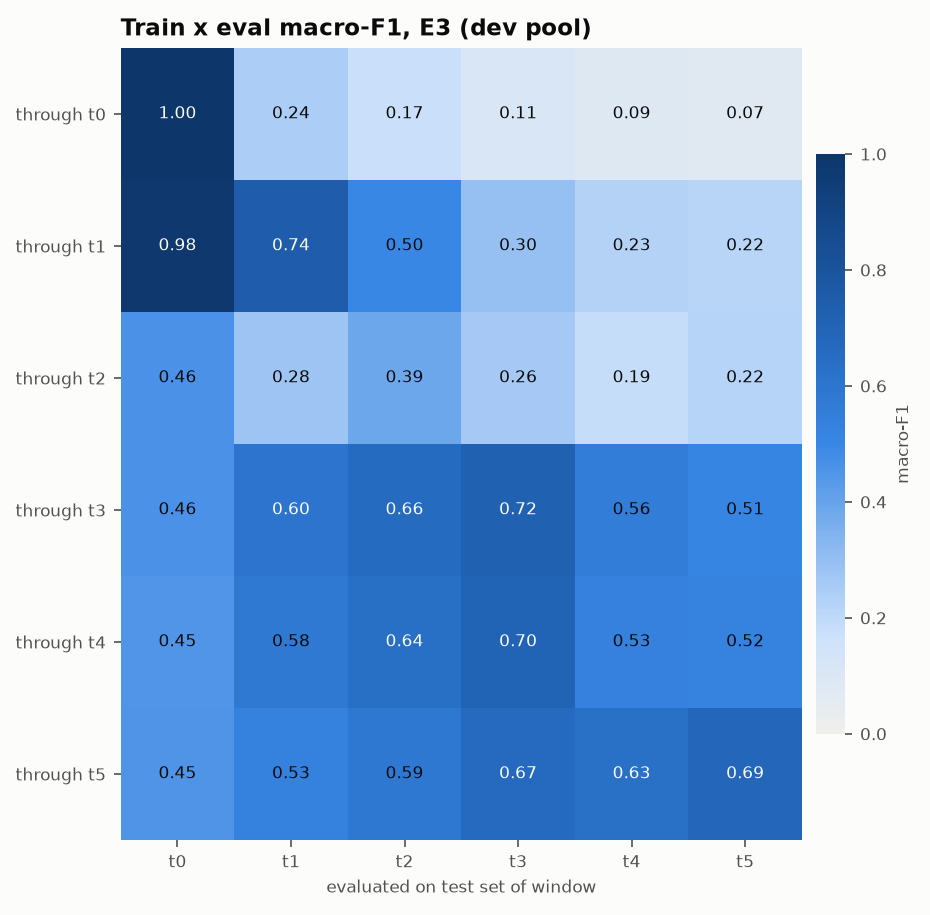 Train x eval macro-F1, E3 (dev pool)
through t0 1.00 0.24 0.17 0.11 0.09 0.07
through t1 0.98 0.74 0.50 0.30 0.23 0.22
through t2 0.46 0.28 0.39 0.26 0.19 0.22
through t3 0.46 0.60 0.66 0.72 0.56 0.51
through t4 0.45 0.58 0.64 0.70 0.53 0.52
through t5 0.45 0.53 0.59 0.67 0.63 0.69
t0 t1 t2 t3 t4 t5
evaluated on test set of window
1.0
0.8
0.6
0.4
0.2
0.0
macro-F1